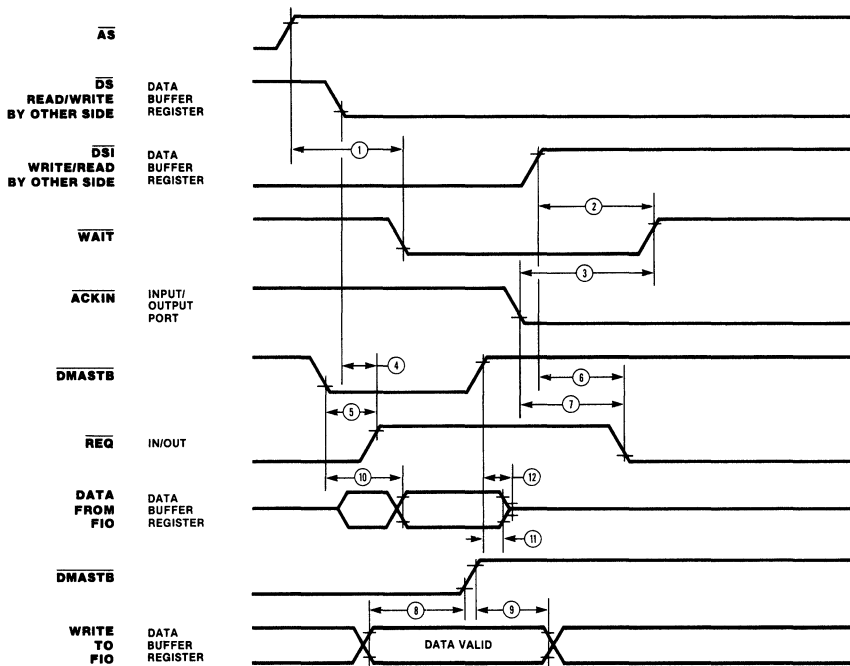 AS
DS DATA
READ/WRITE BUFFER
BY OTHER SIDE REGISTER
1
DSI DATA
WRITE/READ BUFFER
BY OTHER SIDE REGISTER
2
WAIT
3
ACKIN INPUT/
OUTPUT
PORT
4
DMASTB
6
5
7
REQ IN/OUT
10
12
DATA DATA
FROM BUFFER
FIO REGISTER
11
DMASTB
8
9
WRITE DATA
TO BUFFER DATA VALID
FIO REGISTER